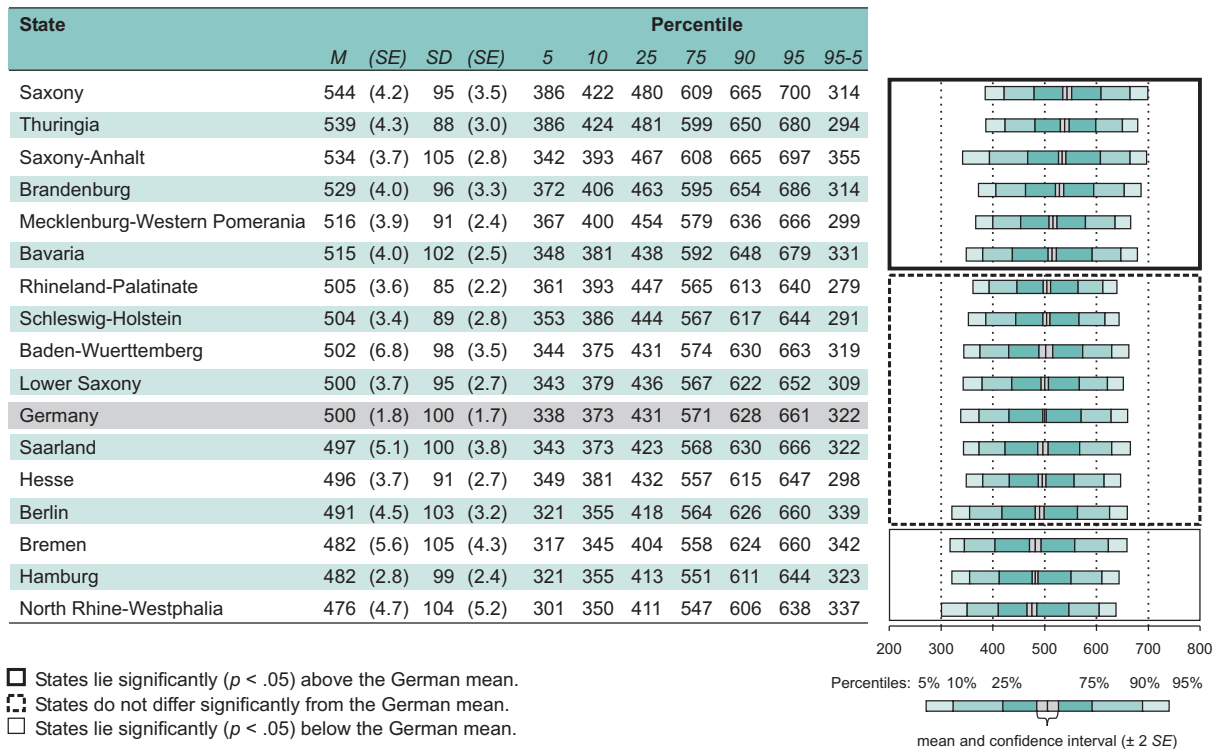 State Percentile
M (SE) SD (SE) 5 10 25 75 90 95 95-5
Saxony 544 (4.2) 95 (3.5) 386 422 480 609 665 700 314
Thuringia 539 (4.3) 88 (3.0) 386 424 481 599 650 680 294
Saxony-Anhalt 534 (3.7) 105 (2.8) 342 393 467 608 665 697 355
Brandenburg 529 (4.0) 96 (3.3) 372 406 463 595 654 686 314
Mecklenburg-Western Pomerania 516 (3.9) 91 (2.4) 367 400 454 579 636 666 299
Bavaria 515 (4.0) 102 (2.5) 348 381 438 592 648 679 331
Rhineland-Palatinate 505 (3.6) 85 (2.2) 361 393 447 565 613 640 279
Schleswig-Holstein 504 (3.4) 89 (2.8) 353 386 444 567 617 644 291
Baden-Wuerttemberg 502 (6.8) 98 (3.5) 344 375 431 574 630 663 319
Lower Saxony 500 (3.7) 95 (2.7) 343 379 436 567 622 652 309
Germany 500 (1.8) 100 (1.7) 338 373 431 571 628 661 322
Saarland 497 (5.1) 100 (3.8) 343 373 423 568 630 666 322
Hesse 496 (3.7) 91 (2.7) 349 381 432 557 615 647 298
Berlin 491 (4.5) 103 (3.2) 321 355 418 564 626 660 339
Bremen 482 (5.6) 105 (4.3) 317 345 404 558 624 660 342
Hamburg 482 (2.8) 99 (2.4) 321 355 413 551 611 644 323
North Rhine-Westphalia 476 (4.7) 104 (5.2) 301 350 411 547 606 638 337
200 300 400 500 600 700 800
States lie significantly (p < .05) above the German mean.
States do not differ significantly from the German mean.
States lie significantly (p < .05) below the German mean.
Percentiles: 5% 10% 25% 75% 90% 95%
mean and confidence interval (± 2 SE)